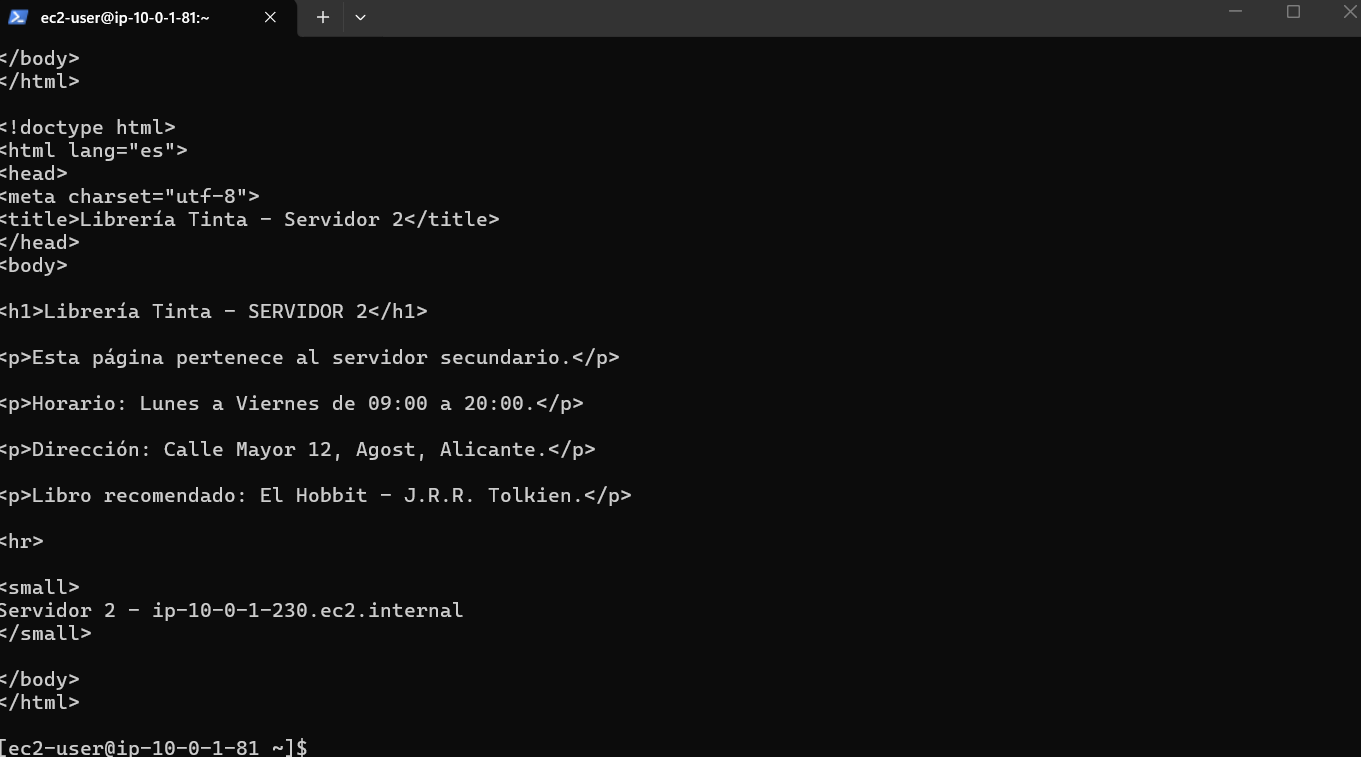 ec2-user@ip-10-0-1-81:~
</body>
</html>
<!doctype html>
<html lang="es">
<head>
<meta charset="utf-8">
<title>Librería Tinta - Servidor 2</title>
</head>
<body>
<h1>Librería Tinta - SERVIDOR 2</h1>
<p>Esta página pertenece al servidor secundario.</p>
<p>Horario: Lunes a Viernes de 09:00 a 20:00.</p>
<p>Dirección: Calle Mayor 12, Agost, Alicante.</p>
<p>Libro recomendado: El Hobbit - J.R.R. Tolkien.</p>
<hr>
<small>
Servidor 2 - ip-10-0-1-230.ec2.internal
</small>
</body>
</html>
[ec2-user@ip-10-0-1-81 ~]$